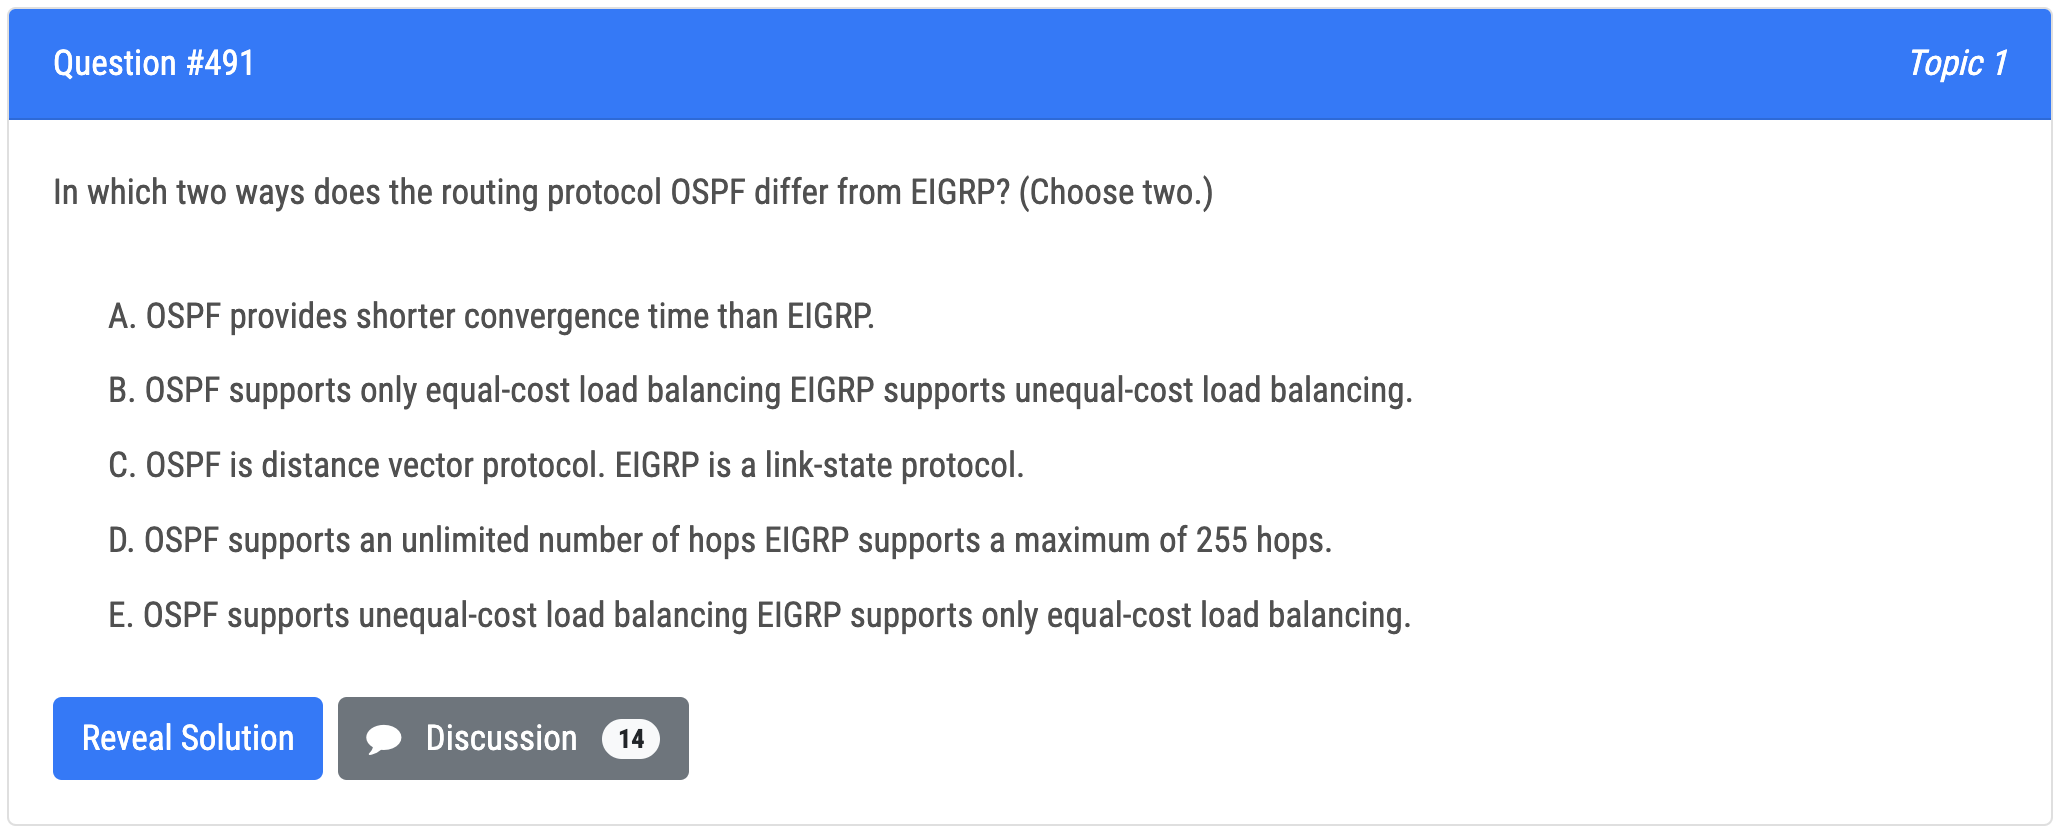 Question #491
Topic 1
In which two ways does the routing protocol OSPF differ from EIGRP? (Choose two.)
A. OSPF provides shorter convergence time than EIGRP.
B. OSPF supports only equal-cost load balancing EIGRP supports unequal-cost load balancing.
C. OSPF is distance vector protocol. EIGRP is a link-state protocol.
D. OSPF supports an unlimited number of hops EIGRP supports a maximum of 255 hops.
E. OSPF supports unequal-cost load balancing EIGRP supports only equal-cost load balancing.
Reveal Solution
Discussion 14